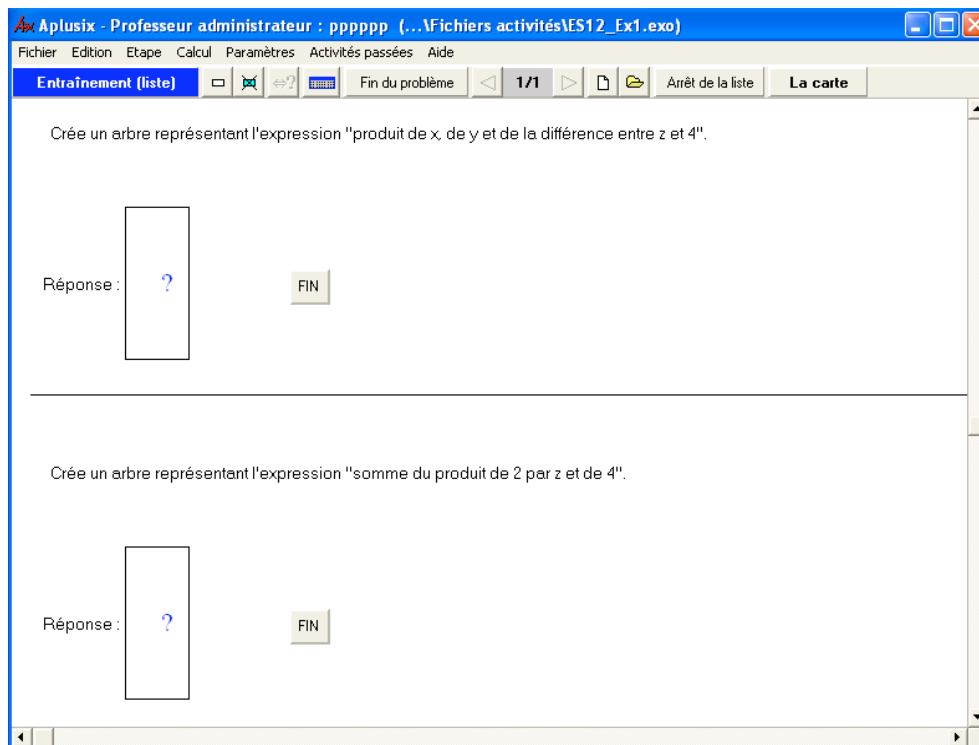 Aplusix - Professeur administrateur : pppppp (...\Fichiers activités\ES12_Ex1.exo)
Fichier Edition Etape Calcul Paramètres Activités passées Aide
Entraînement (liste) ⇔? Fin du problème 1/1 Arrêt de la liste La carte
Crée un arbre représentant l'expression "produit de x, de y et de la différence entre z et 4".
Réponse : ? FIN
Crée un arbre représentant l'expression "somme du produit de 2 par z et de 4".
Réponse : ? FIN